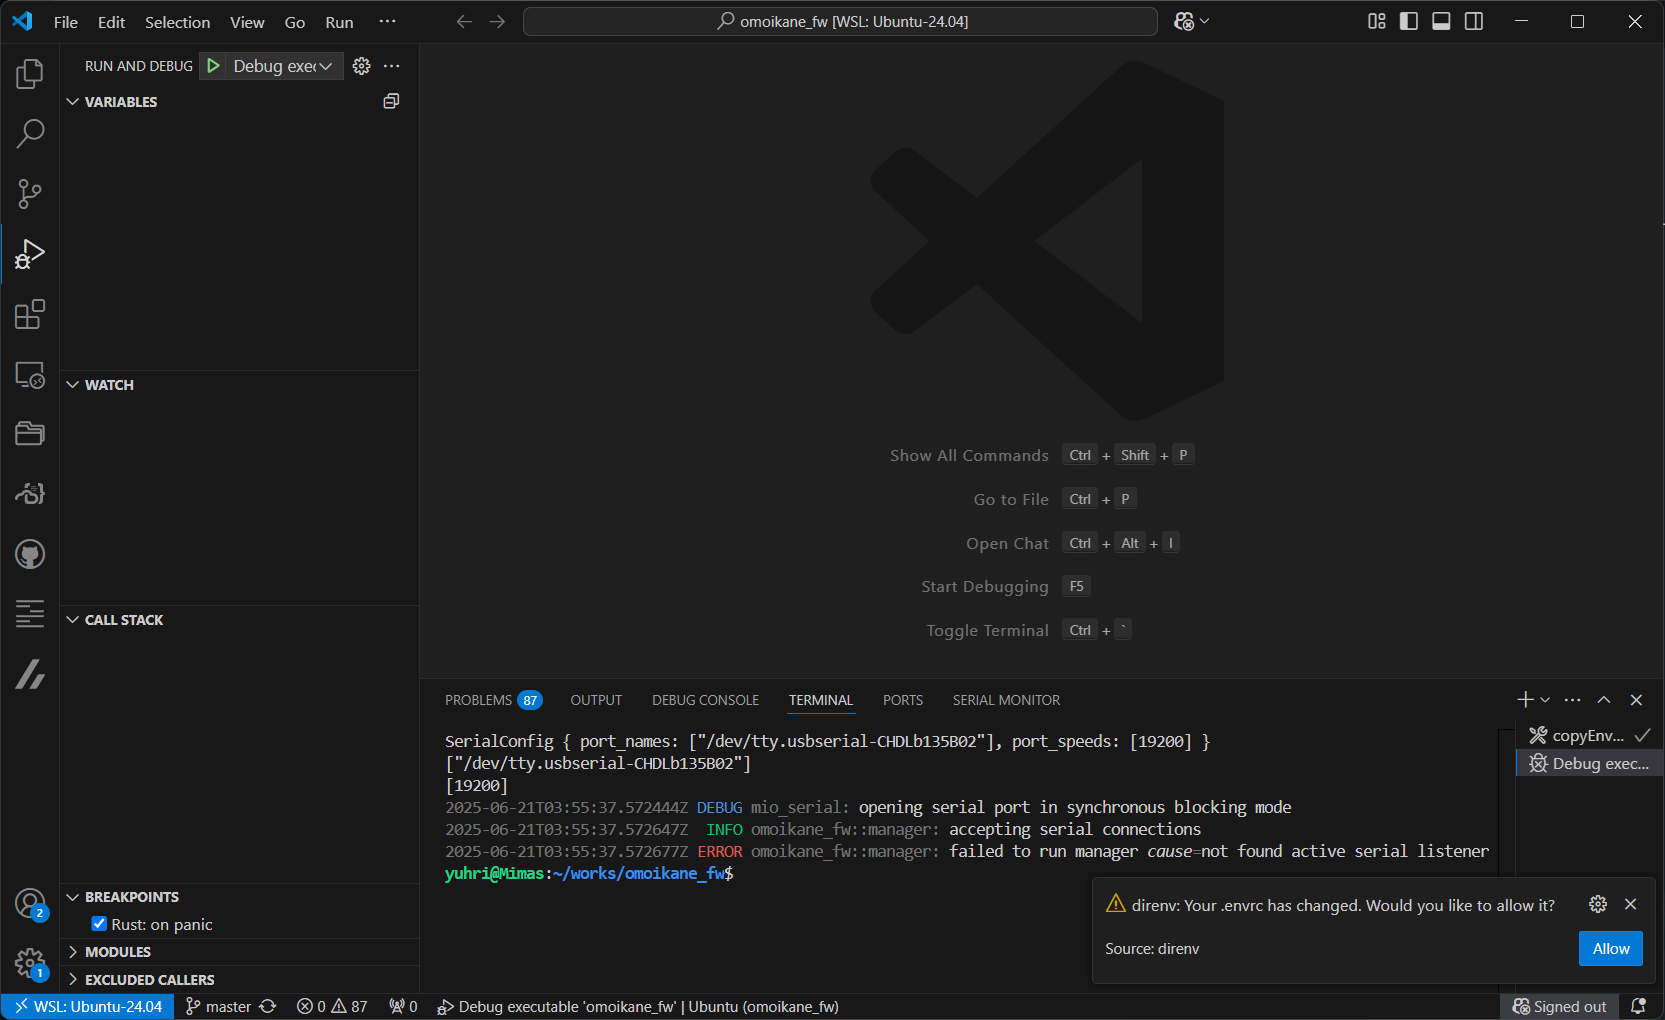 File Edit Selection View Go Run ···
omoikane_fw [WSL: Ubuntu-24.04]
RUN AND DEBUG
Debug exec
VARIABLES
WATCH
CALL STACK
BREAKPOINTS
Rust: on panic
MODULES
EXCLUDED CALLERS
Show All Commands Ctrl + Shift + P
Go to File Ctrl + P
Open Chat Ctrl + Alt + I
Start Debugging F5
Toggle Terminal Ctrl + `
PROBLEMS 87 OUTPUT DEBUG CONSOLE TERMINAL PORTS SERIAL MONITOR
SerialConfig { port_names: ["/dev/tty.usbserial-CHDLb135B02"], port_speeds: [19200] }
["/dev/tty.usbserial-CHDLb135B02"]
[19200]
2025-06-21T03:55:37.572444Z DEBUG mio_serial: opening serial port in synchronous blocking mode
2025-06-21T03:55:37.572647Z INFO omoikane_fw::manager: accepting serial connections
2025-06-21T03:55:37.572677Z ERROR omoikane_fw::manager: failed to run manager cause=not found active serial listener
yuhri@Mimas:~/works/omoikane_fw$
copyEnv...
Debug exec...
direnv: Your .envrc has changed. Would you like to allow it?
Source: direnv
Allow
2
1
WSL: Ubuntu-24.04 master 0 87 0 Debug executable 'omoikane_fw' | Ubuntu (omoikane_fw) Signed out